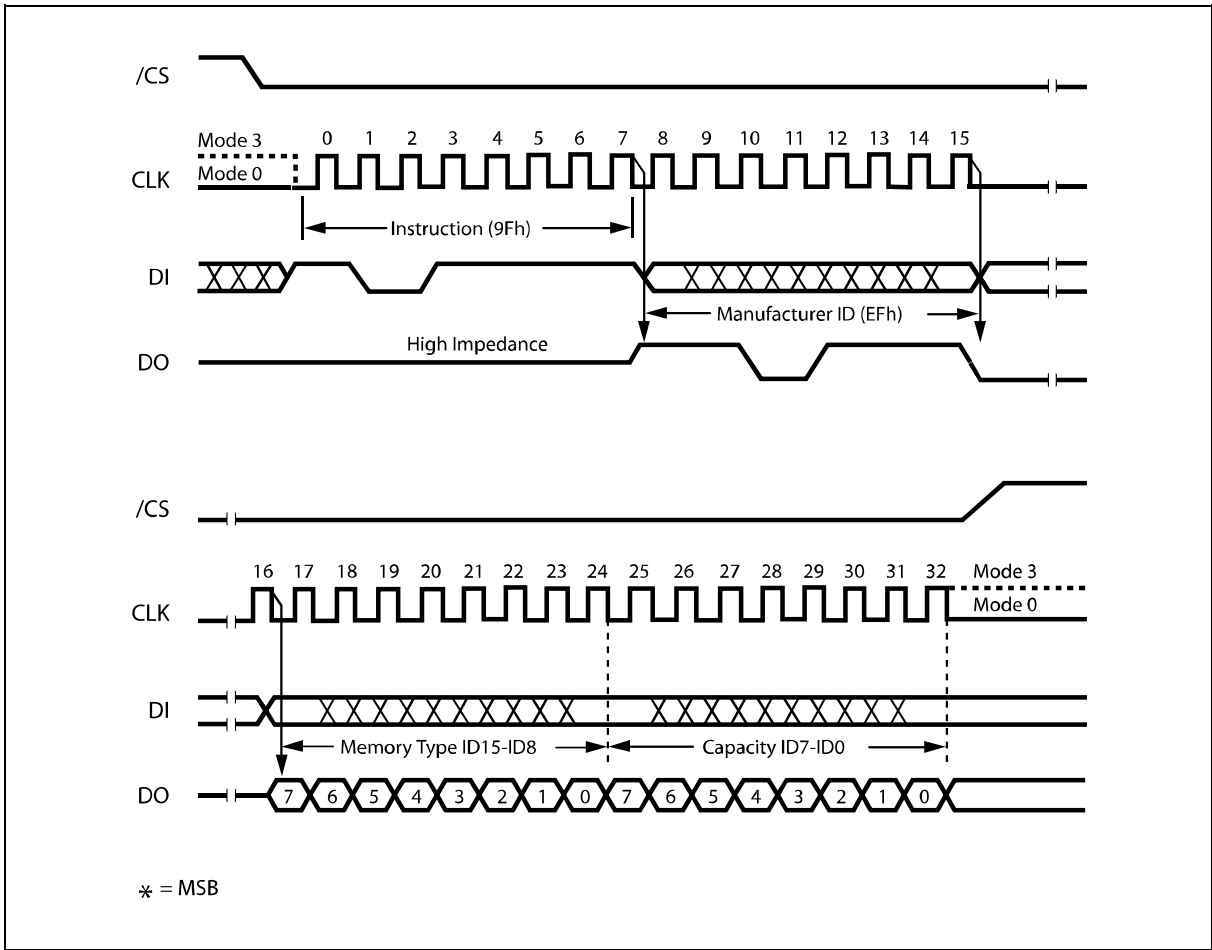 /CS
Mode 3
0 1 2 3 4 5 6 7 8 9 10 11 12 13 14 15
CLK
Mode 0
Instruction (9Fh)
DI
Manufacturer ID (EFh)
High Impedance
DO
/CS
16 17 18 19 20 21 22 23 24 25 26 27 28 29 30 31 32
Mode 3
CLK
Mode 0
DI
Memory Type ID15-ID8
Capacity ID7-ID0
DO
7 6 5 4 3 2 1 0 7 6 5 4 3 2 1 0
* = MSB